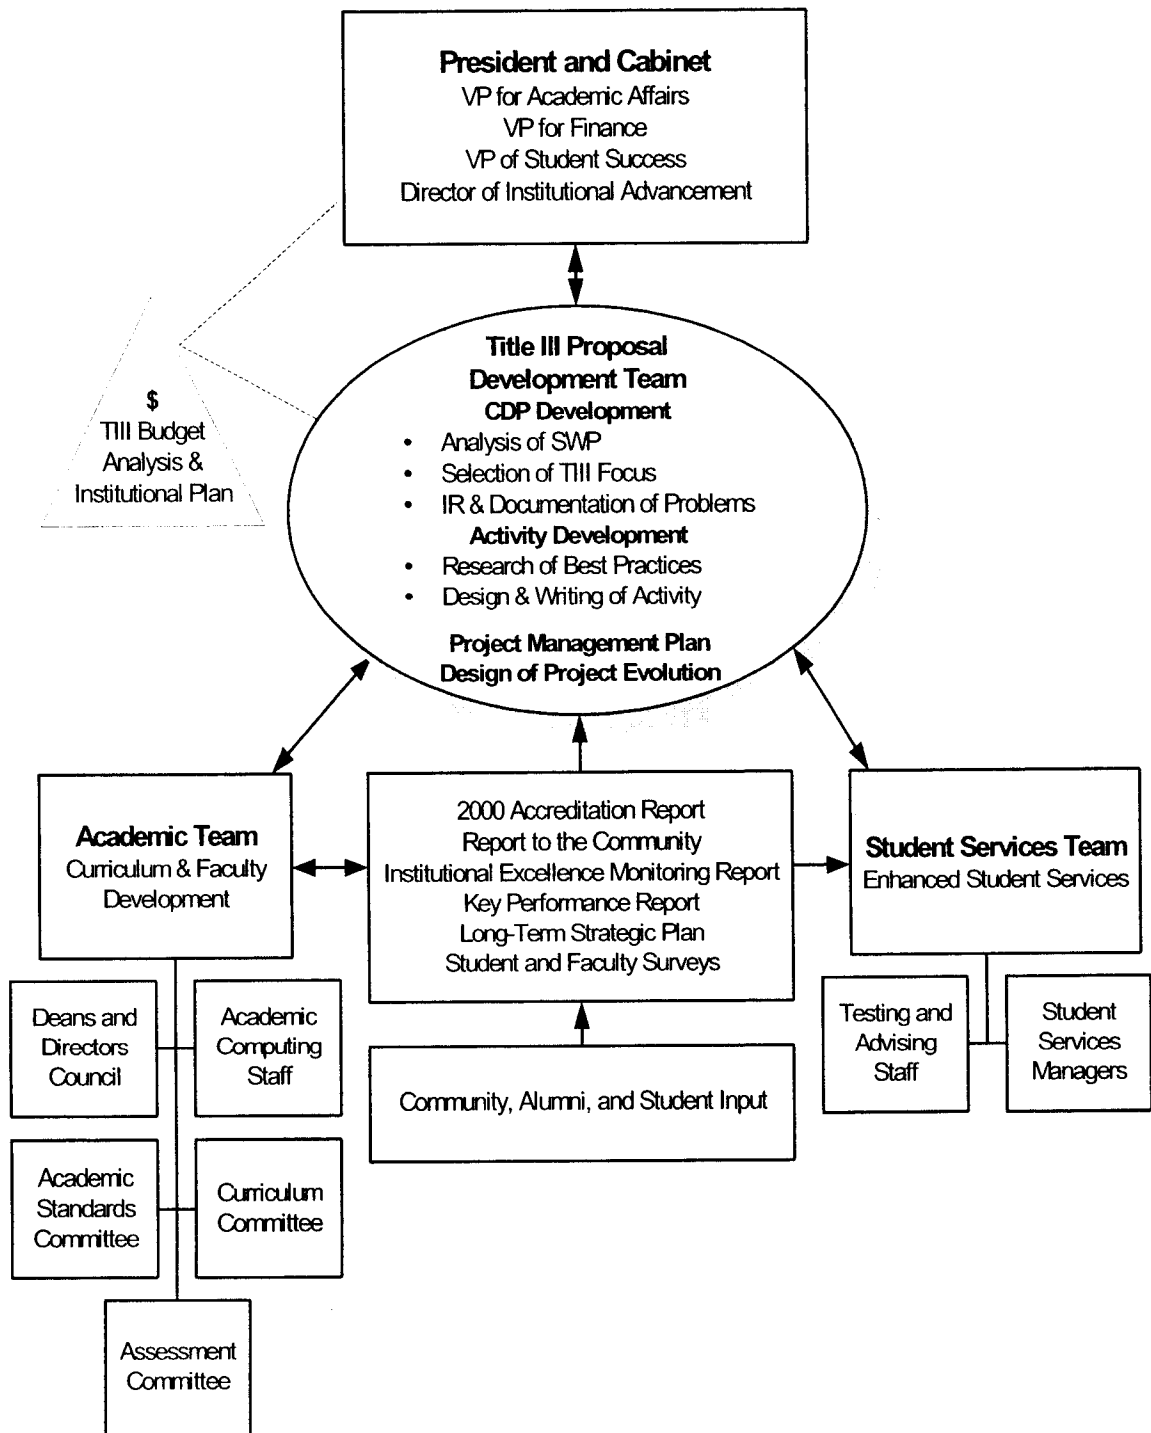 President and Cabinet
VP for Academic Affairs
VP for Finance
VP of Student Success
Director of Institutional Advancement
$
TIII Budget
Analysis &
Institutional Plan
Title III Proposal
Development Team
CDP Development
• Analysis of SWP
• Selection of TIII Focus
• IR & Documentation of Problems
Activity Development
• Research of Best Practices
• Design & Writing of Activity
Project Management Plan
Design of Project Evolution
Academic Team
Curriculum & Faculty
Development
2000 Accreditation Report
Report to the Community
Institutional Excellence Monitoring Report
Key Performance Report
Long-Term Strategic Plan
Student and Faculty Surveys
Student Services Team
Enhanced Student Services
Deans and
Directors
Council
Academic
Computing
Staff
Community, Alumni, and Student Input
Testing and
Advising
Staff
Student
Services
Managers
Academic
Standards
Committee
Curriculum
Committee
Assessment
Committee